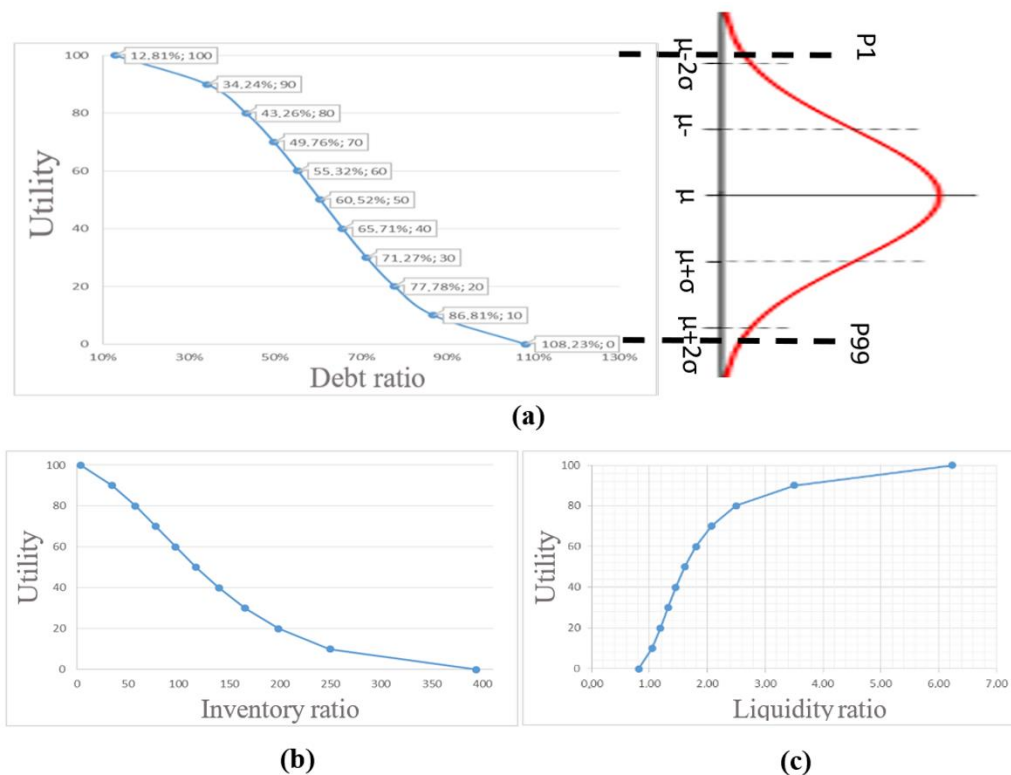 100
80
60
40
20
0
Utility
12,81%; 100
34,24%; 90
43,26%; 80
49,76%; 70
55,32%; 60
60,52%; 50
65,71%; 40
71,27%; 30
77,78%; 20
86,81%; 10
108,23%; 0
10% 30% 50% 70% 90% 110% 130%
Debt ratio
P1
μ-2σ
μ-
μ
μ+σ
μ+2σ
P99
(a)
100
80
60
40
20
0
Utility
0 50 100 150 200 250 300 350 400
Inventory ratio
(b)
100
80
60
40
20
0
Utility
0,00 1.00 2.00 3.00 4.00 5.00 6.00 7.00
Liquidity ratio
(c)